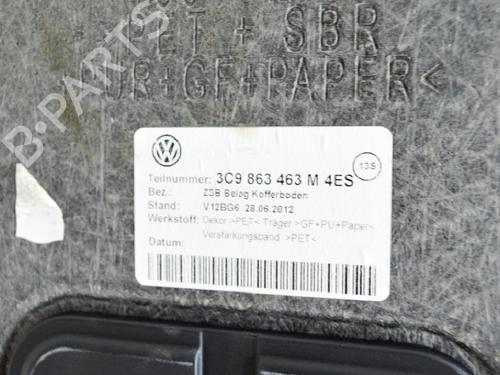 PET + SBR
UR+GF+PAPER<
B-PARTS
Teilnummer: 3C9 863 463 M 4ES
13S
Bez.: ZSB Belag Kofferboden
Stand: V12BG6 28.06.2012
Werkstoff: Dekor >PET< Träger >GF+PU+Paper<
Verstärkungsband >PET<
Datum: